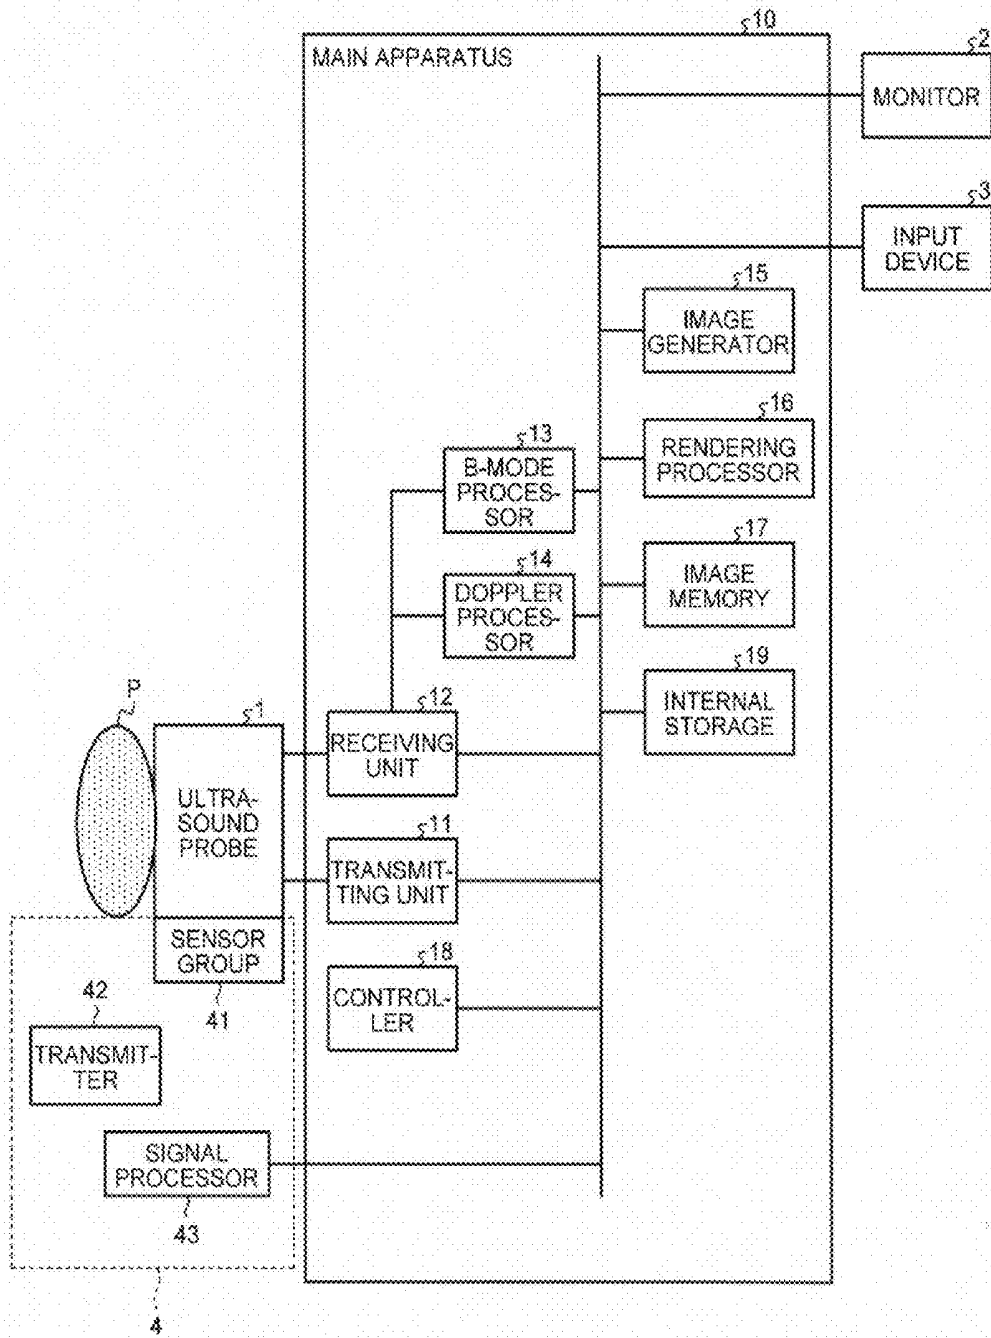 10
MAIN APPARATUS
2
MONITOR
3
INPUT
DEVICE
15
IMAGE
GENERATOR
16
RENDERING
PROCESSOR
13
B-MODE
PROCES-
SOR
17
IMAGE
MEMORY
14
DOPPLER
PROCES-
SOR
19
INTERNAL
STORAGE
P
1
ULTRA-
SOUND
PROBE
12
RECEIVING
UNIT
11
TRANSMIT-
TING UNIT
SENSOR
GROUP
41
18
CONTROL-
LER
42
TRANSMIT-
TER
SIGNAL
PROCESSOR
43
4